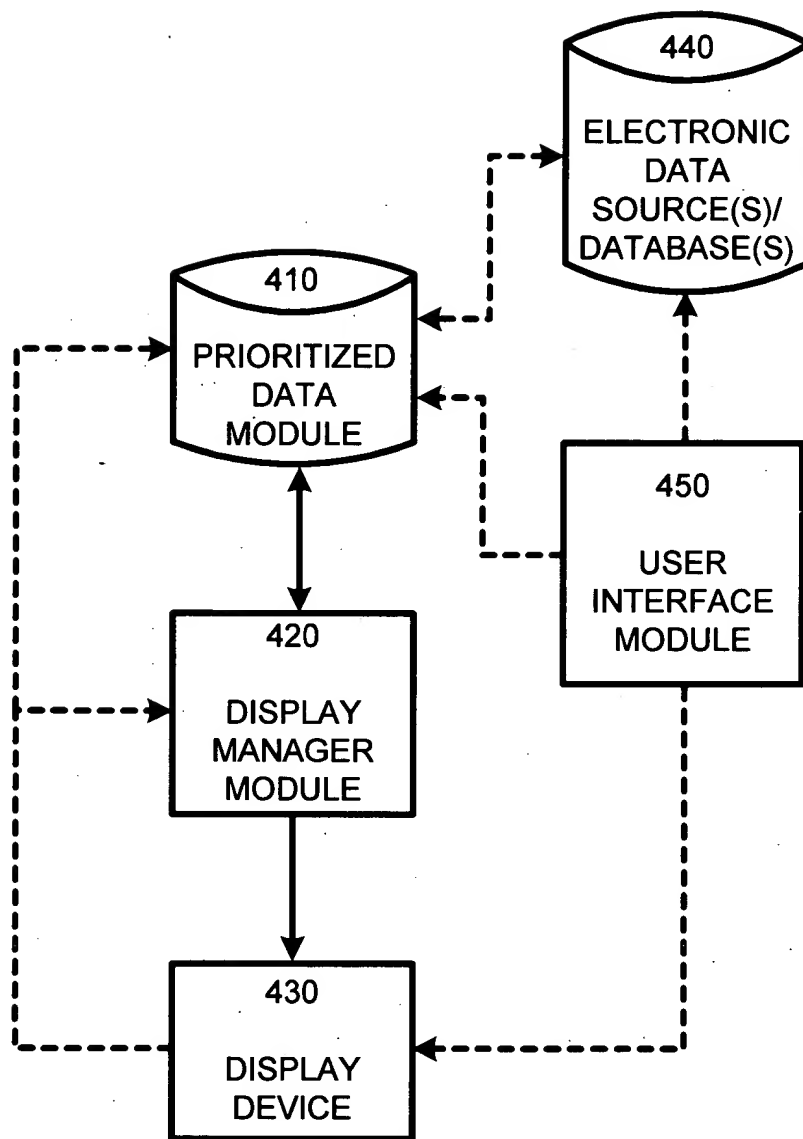 440
ELECTRONIC
DATA
SOURCE(S)/
DATABASE(S)
410
PRIORITIZED
DATA
MODULE
450
USER
INTERFACE
MODULE
420
DISPLAY
MANAGER
MODULE
430
DISPLAY
DEVICE